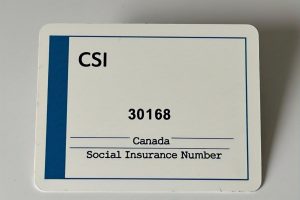 CSI
30168
Canada
Social Insurance Number